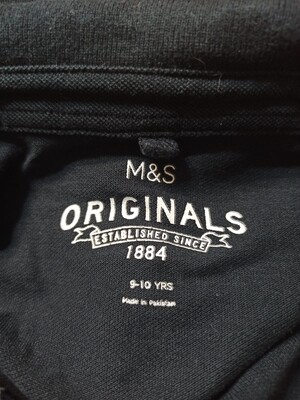 M&S
ORIGINALS
ESTABLISHED SINCE
1884
9-10 YRS
Made in Pakistan